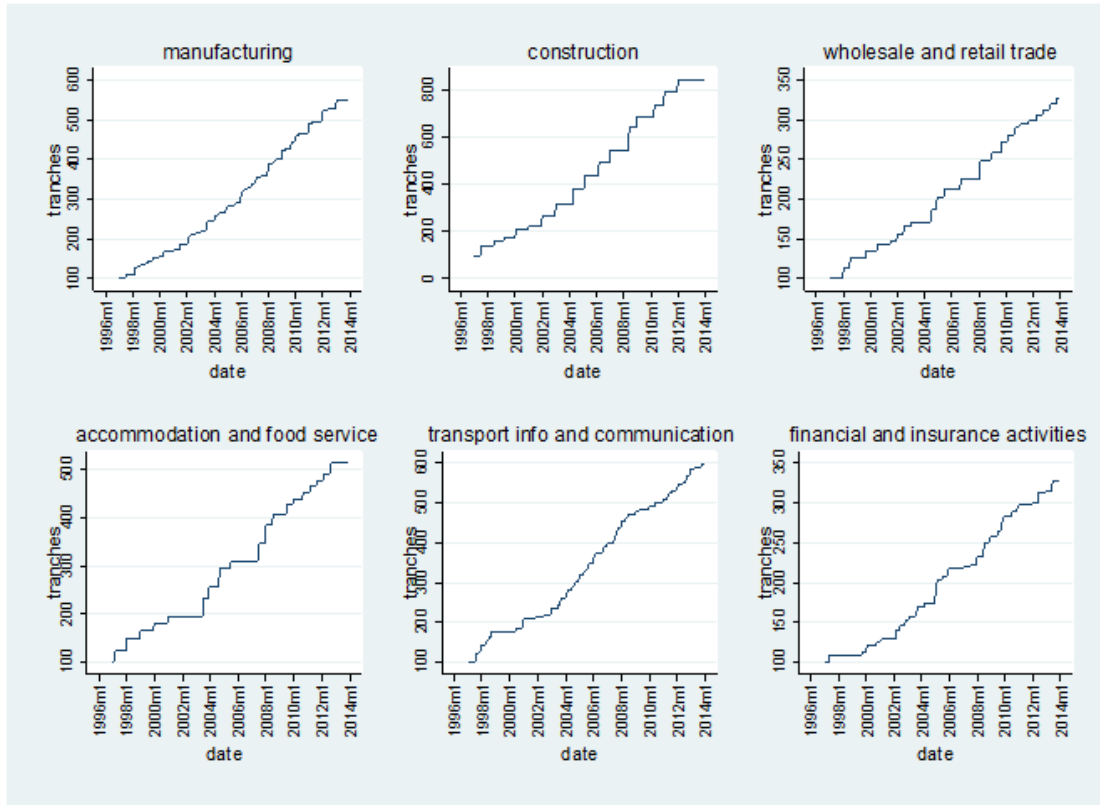 manufacturing
tranches
600
500
400
300
200
100
1996m1
1998m1
2000m1
2002m1
2004m1
2006m1
2008m1
2010m1
2012m1
2014m1
date
construction
tranches
800
600
400
200
0
1996m1
1998m1
2000m1
2002m1
2004m1
2006m1
2008m1
2010m1
2012m1
2014m1
date
wholesale and retail trade
tranches
350
300
250
200
150
100
1996m1
1998m1
2000m1
2002m1
2004m1
2006m1
2008m1
2010m1
2012m1
2014m1
date
accommodation and food service
tranches
500
400
300
200
100
1996m1
1998m1
2000m1
2002m1
2004m1
2006m1
2008m1
2010m1
2012m1
2014m1
date
transport info and communication
tranches
600
500
400
300
200
100
1996m1
1998m1
2000m1
2002m1
2004m1
2006m1
2008m1
2010m1
2012m1
2014m1
date
financial and insurance activities
tranches
350
300
250
200
150
100
1996m1
1998m1
2000m1
2002m1
2004m1
2006m1
2008m1
2010m1
2012m1
2014m1
date